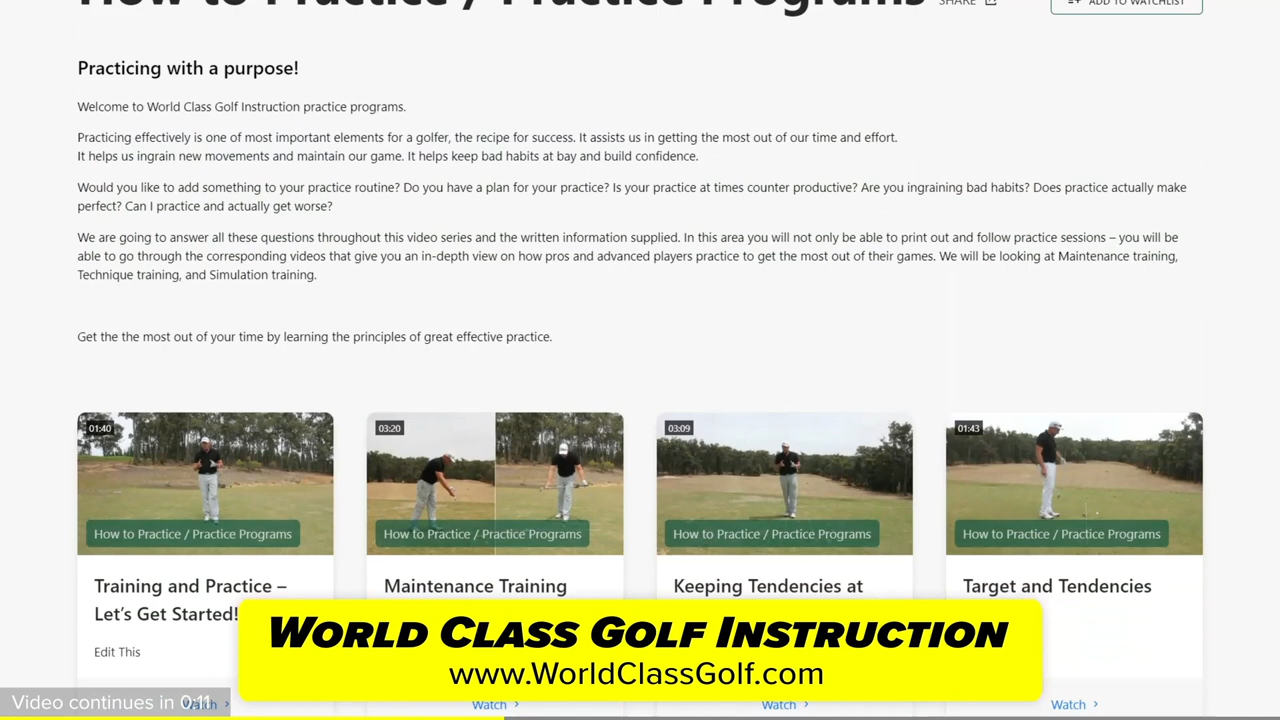 How to Practice / Practice Programs
SHARE
ADD TO WATCHLIST
Practicing with a purpose!
Welcome to World Class Golf Instruction practice programs.
Practicing effectively is one of most important elements for a golfer, the recipe for success. It assists us in getting the most out of our time and effort.
It helps us ingrain new movements and maintain our game. It helps keep bad habits at bay and build confidence.
Would you like to add something to your practice routine? Do you have a plan for your practice? Is your practice at times counter productive? Are you ingraining bad habits? Does practice actually make
perfect? Can I practice and actually get worse?
We are going to answer all these questions throughout this video series and the written information supplied. In this area you will not only be able to print out and follow practice sessions – you will be
able to go through the corresponding videos that give you an in-depth view on how pros and advanced players practice to get the most out of their games. We will be looking at Maintenance training,
Technique training, and Simulation training.
Get the the most out of your time by learning the principles of great effective practice.
01:40
03:20
03:09
01:43
How to Practice / Practice Programs
How to Practice / Practice Programs
How to Practice / Practice Programs
How to Practice / Practice Programs
Training and Practice –
Let's Get Started!
Maintenance Training
Keeping Tendencies at
Target and Tendencies
Edit This
WORLD CLASS GOLF INSTRUCTION
www.WorldClassGolf.com
Video continues in 0:11
Watch
Watch
Watch
Watch